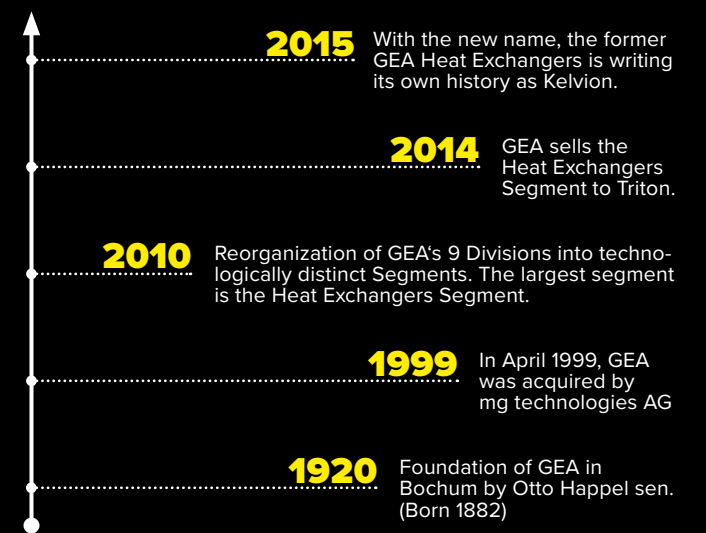 2015
With the new name, the former
GEA Heat Exchangers is writing
its own history as Kelvion.
2014
GEA sells the
Heat Exchangers
Segment to Triton.
2010
Reorganization of GEA‘s 9 Divisions into techno-
logically distinct Segments. The largest segment
is the Heat Exchangers Segment.
1999
In April 1999, GEA
was acquired by
mg technologies AG
1920
Foundation of GEA in
Bochum by Otto Happel sen.
(Born 1882)